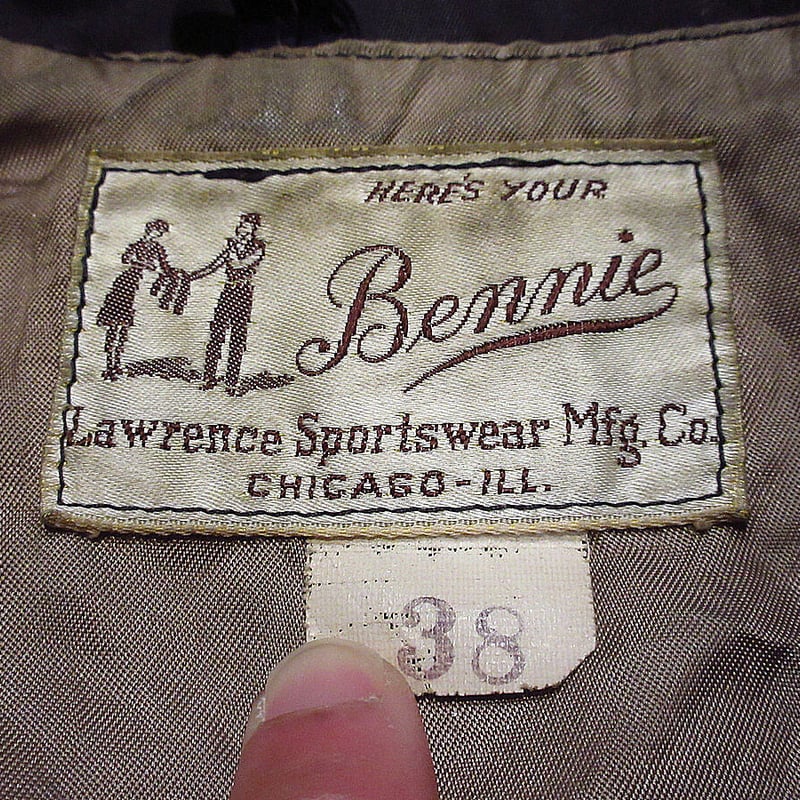 HERE'S YOUR
Bennie
Lawrence Sportswear Mfg. Co.
CHICAGO-ILL.
38